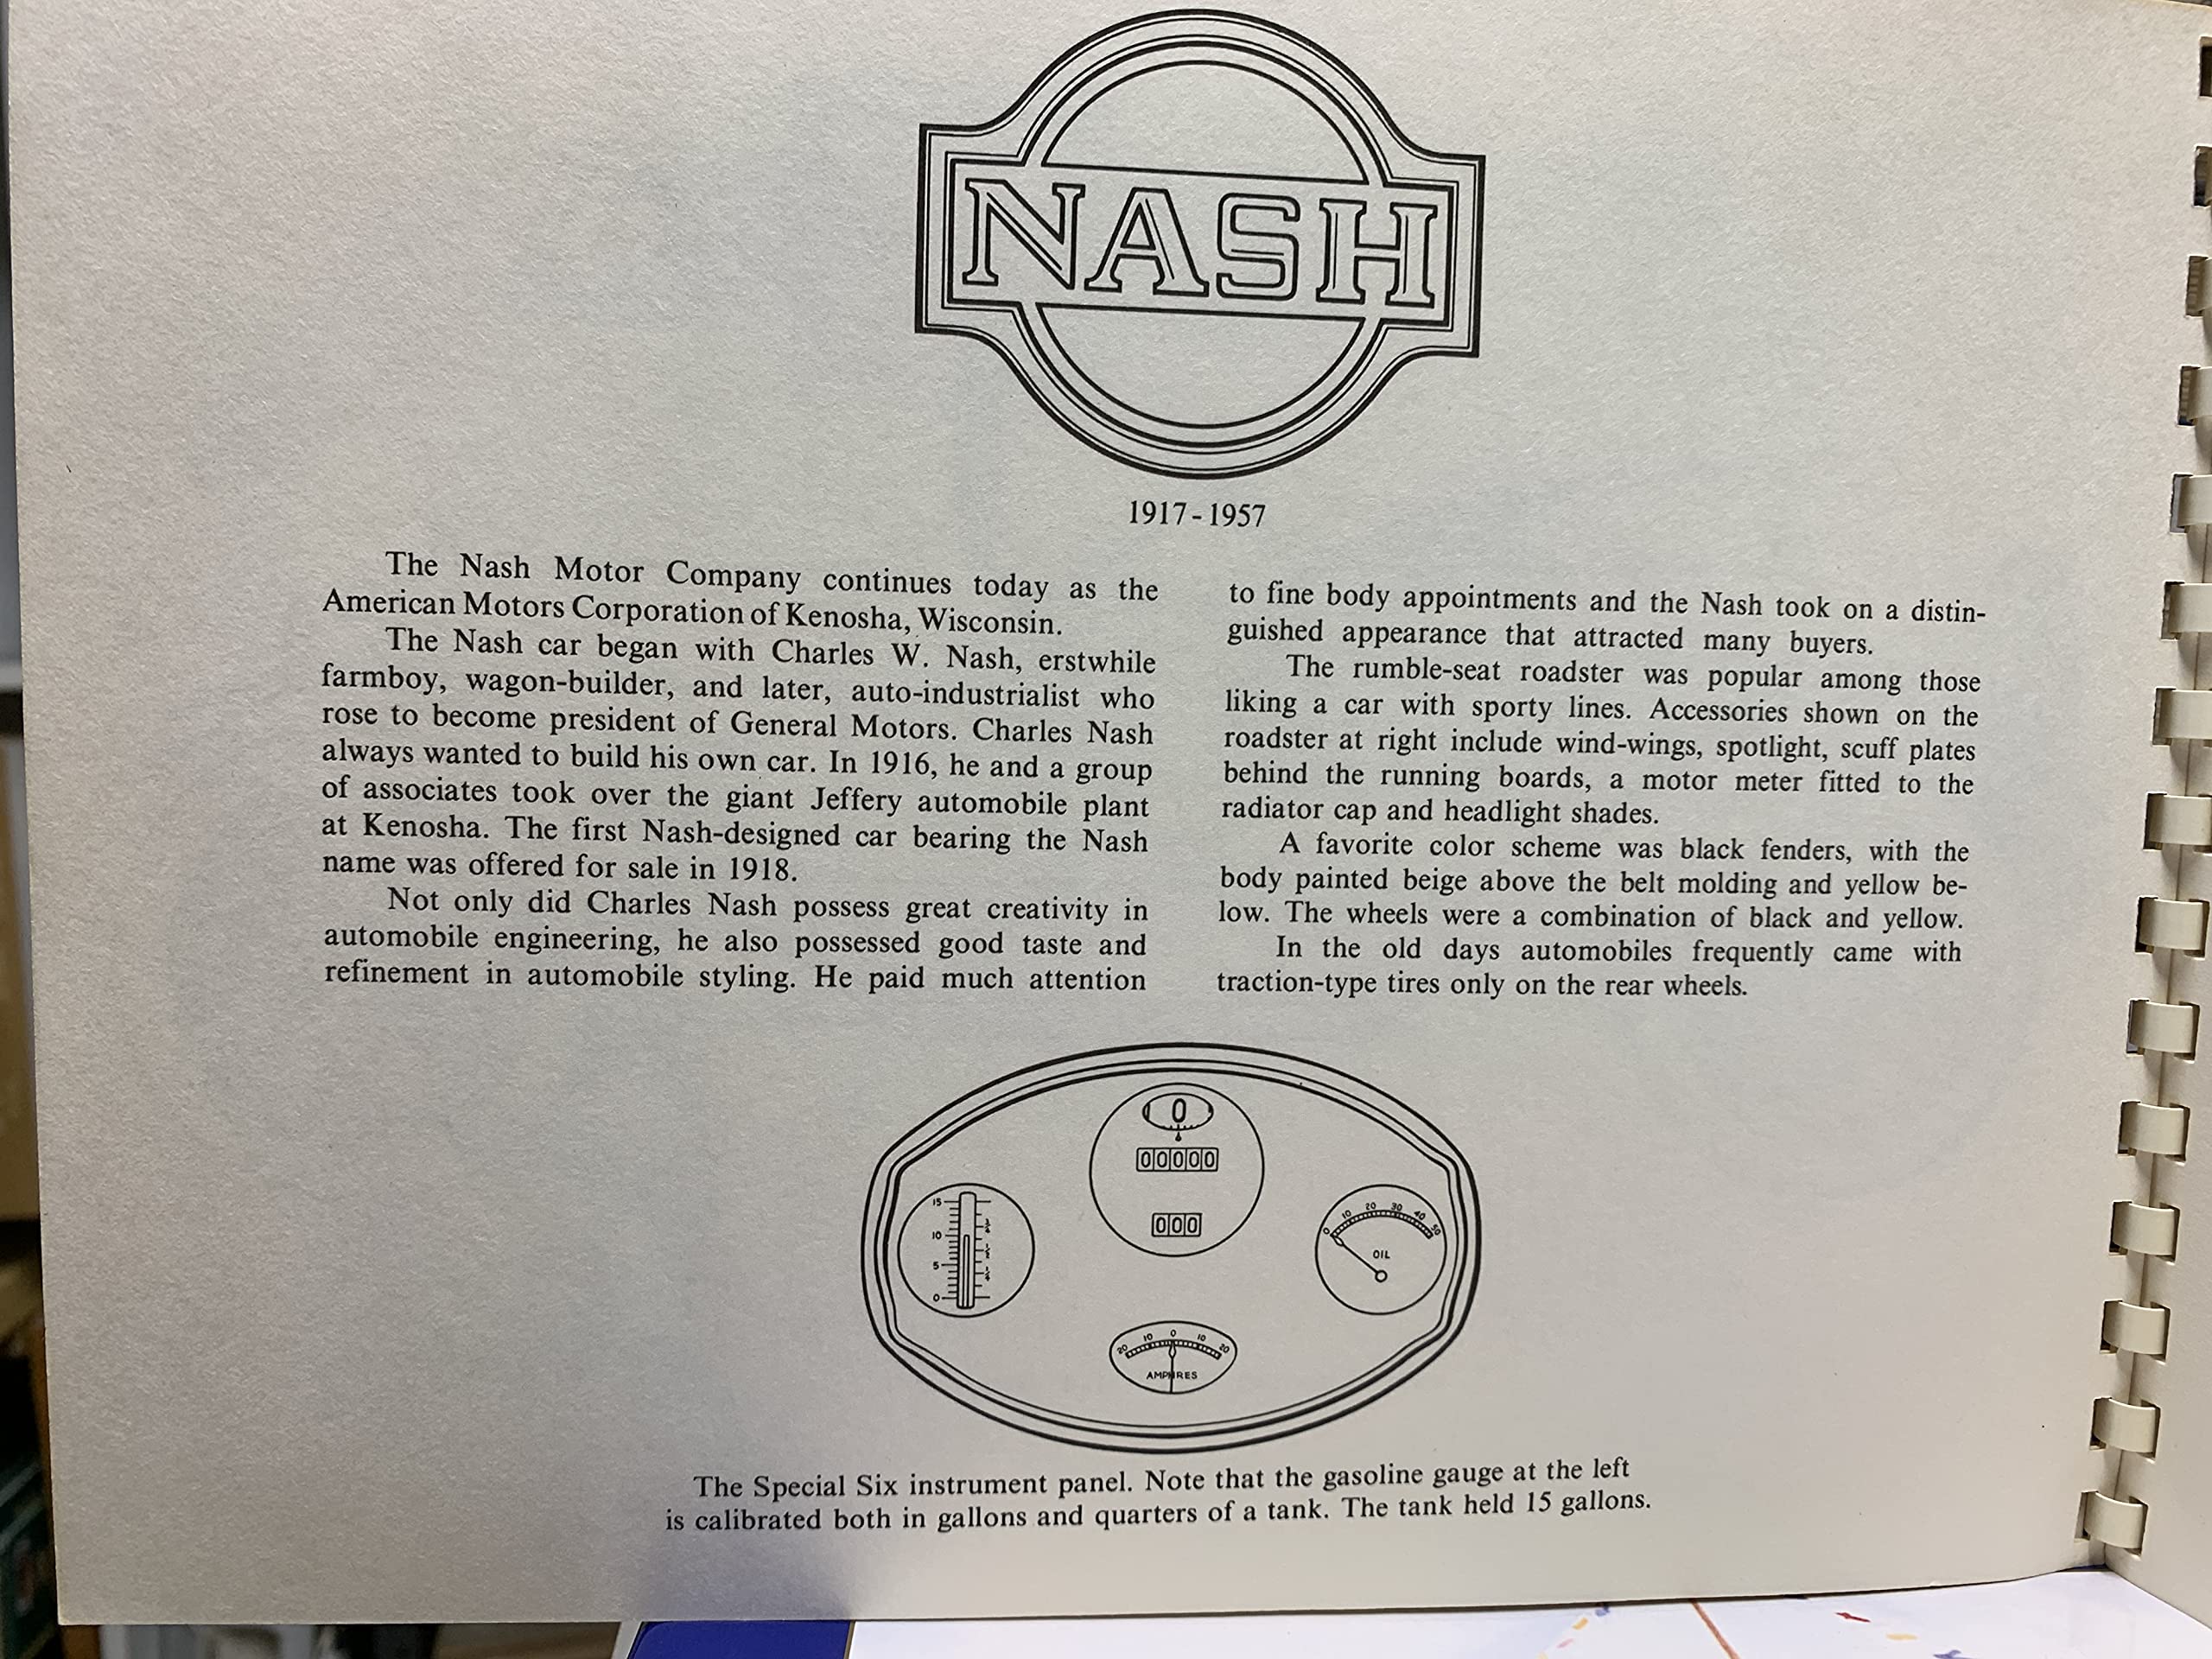 NASH
1917-1957
The Nash Motor Company continues today as the
American Motors Corporation of Kenosha, Wisconsin.
The Nash car began with Charles W. Nash, erstwhile
farmboy, wagon-builder, and later, auto-industrialist who
rose to become president of General Motors. Charles Nash
always wanted to build his own car. In 1916, he and a group
of associates took over the giant Jeffery automobile plant
at Kenosha. The first Nash-designed car bearing the Nash
name was offered for sale in 1918.
Not only did Charles Nash possess great creativity in
automobile engineering, he also possessed good taste and
refinement in automobile styling. He paid much attention
to fine body appointments and the Nash took on a distin-
guished appearance that attracted many buyers.
The rumble-seat roadster was popular among those
liking a car with sporty lines. Accessories shown on the
roadster at right include wind-wings, spotlight, scuff plates
behind the running boards, a motor meter fitted to the
radiator cap and headlight shades.
A favorite color scheme was black fenders, with the
body painted beige above the belt molding and yellow be-
low. The wheels were a combination of black and yellow.
In the old days automobiles frequently came with
traction-type tires only on the rear wheels.
0
00000
000
15
10
5
0
3/4
1/2
1/4
0 10 20 30 40 50
OIL
20 10 0 10 20
The Special Six instrument panel. Note that the gasoline gauge at the left
is calibrated both in gallons and quarters of a tank. The tank held 15 gallons.